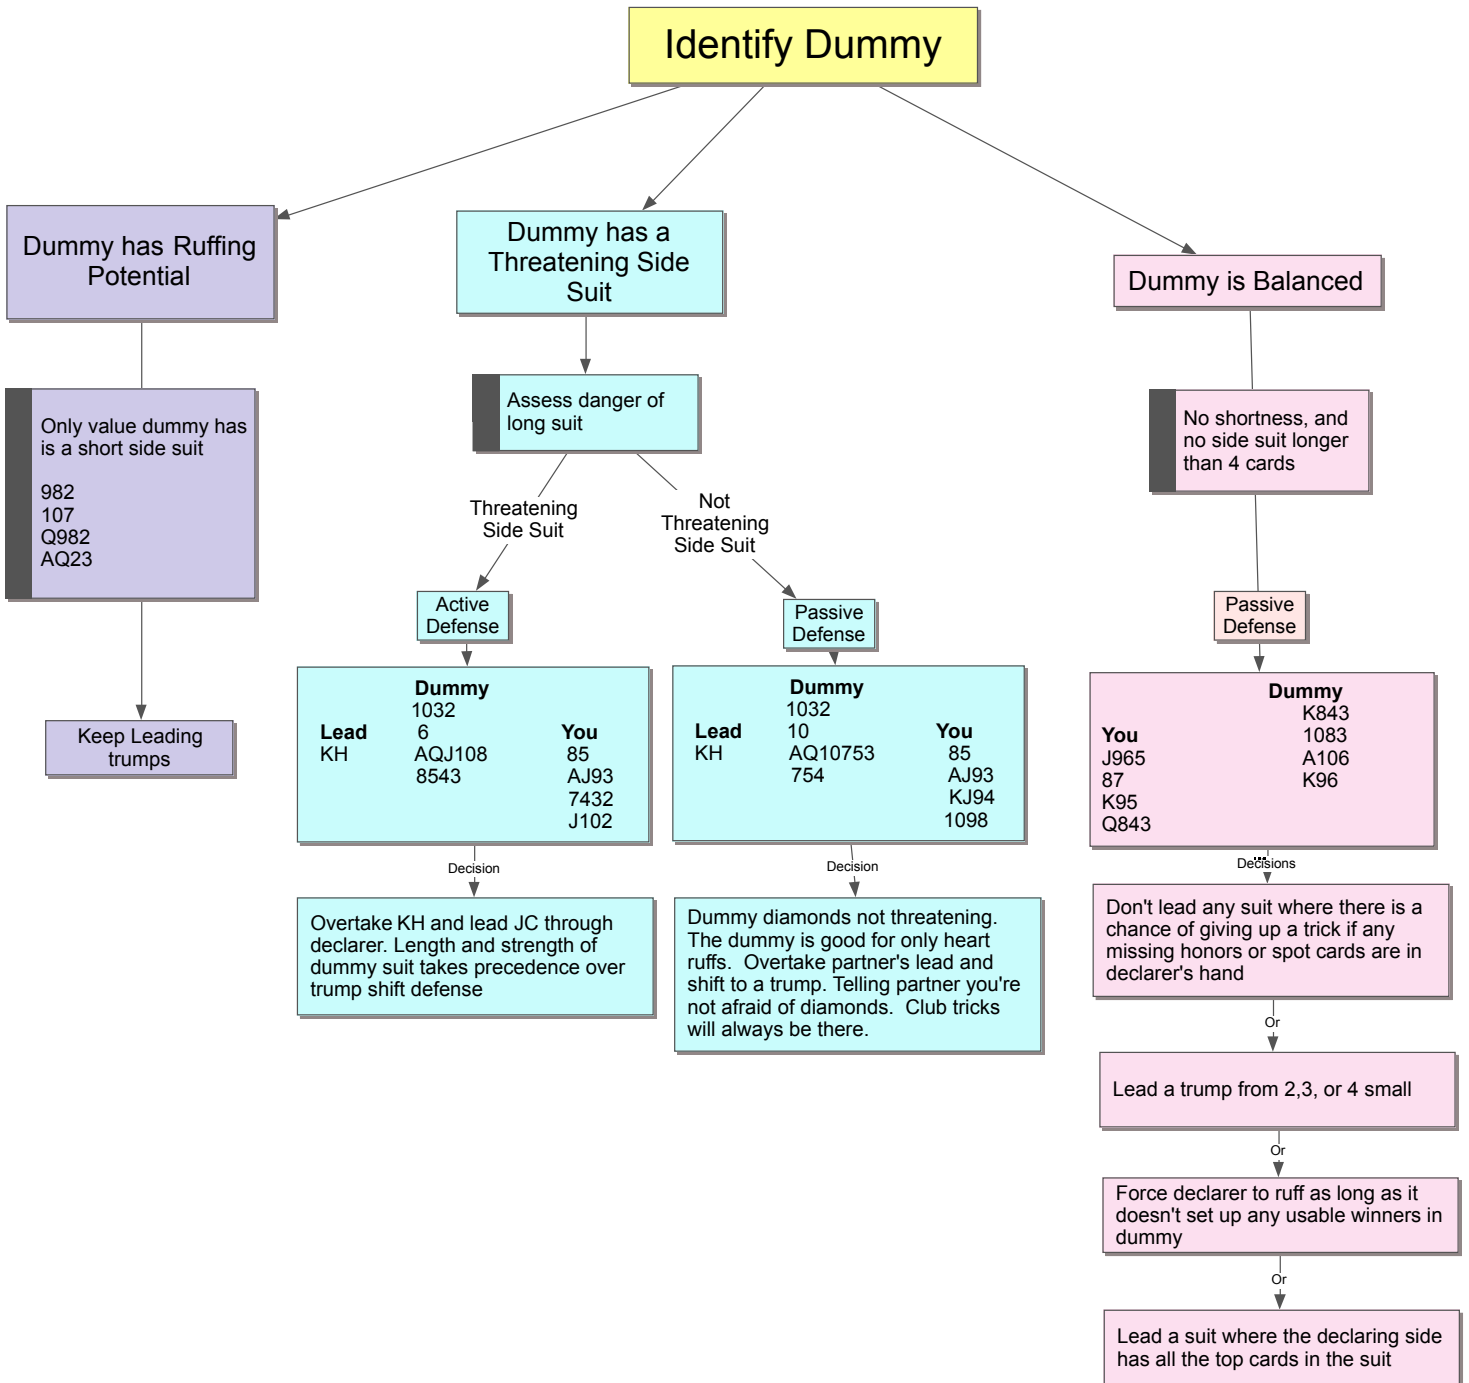 Identify Dummy
Dummy has Ruffing
Potential
Only value dummy has
is a short side suit
982
107
Q982
AQ23
Keep Leading
trumps
Dummy has a
Threatening Side
Suit
Assess danger of
long suit
Threatening
Side Suit
Active
Defense
Dummy
1032
Lead 6 You
KH AQJ108 85
8543 AJ93
7432
J102
Decision
Overtake KH and lead JC through
declarer. Length and strength of
dummy suit takes precedence over
trump shift defense
Not
Threatening
Side Suit
Passive
Defense
Dummy
1032
Lead 10 You
KH AQ10753 85
754 AJ93
KJ94
1098
Decision
Dummy diamonds not threatening.
The dummy is good for only heart
ruffs. Overtake partner's lead and
shift to a trump. Telling partner you're
not afraid of diamonds. Club tricks
will always be there.
Dummy is Balanced
No shortness, and
no side suit longer
than 4 cards
Passive
Defense
Dummy
K843
You 1083
J965 A106
87 K96
K95
Q843
Decisions
Don't lead any suit where there is a
chance of giving up a trick if any
missing honors or spot cards are in
declarer's hand
Or
Lead a trump from 2,3, or 4 small
Or
Force declarer to ruff as long as it
doesn't set up any usable winners in
dummy
Or
Lead a suit where the declaring side
has all the top cards in the suit